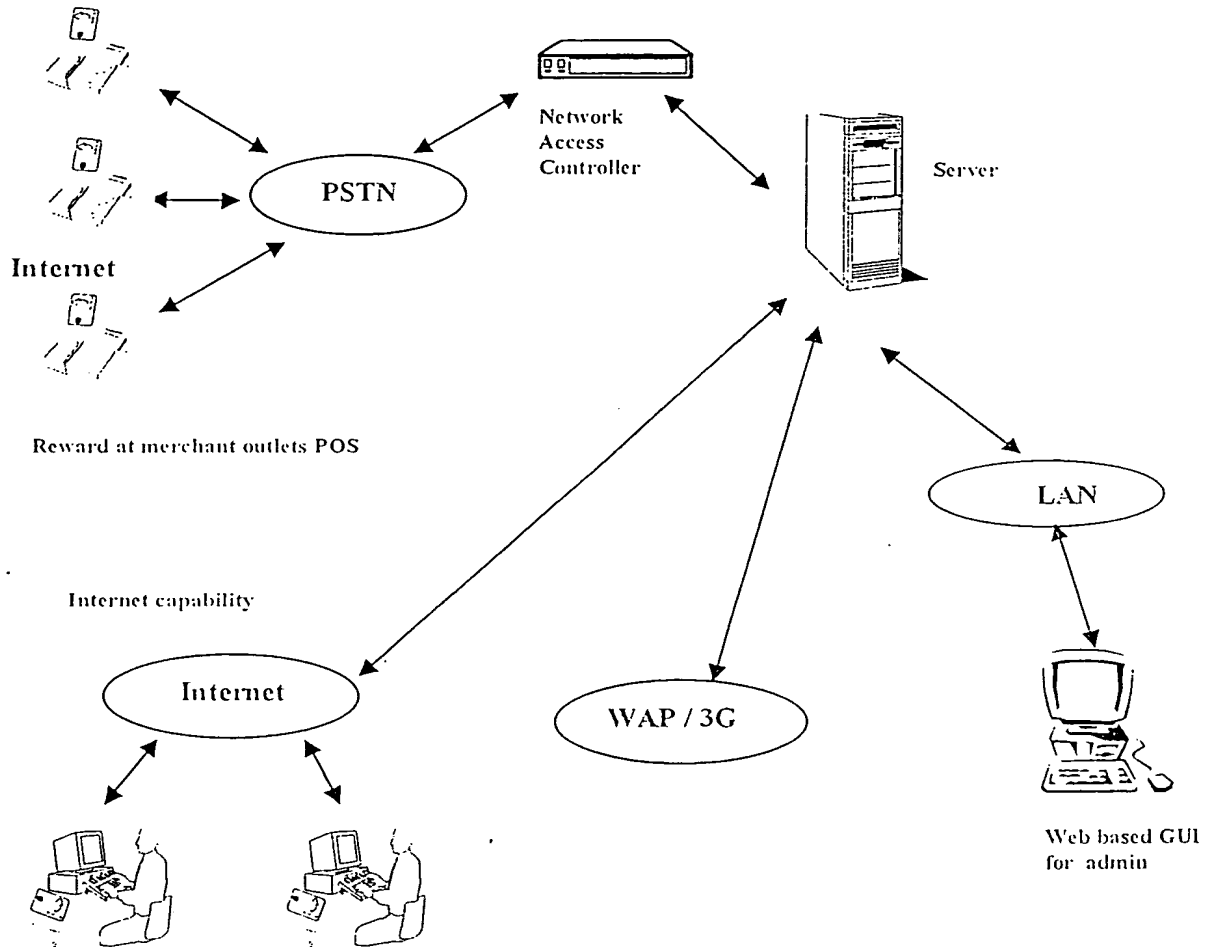 Network
Access
Controller
Server
PSTN
Internet
Reward at merchant outlets POS
LAN
Internet capability
Internet
WAP / 3G
Web based GUI
for admin